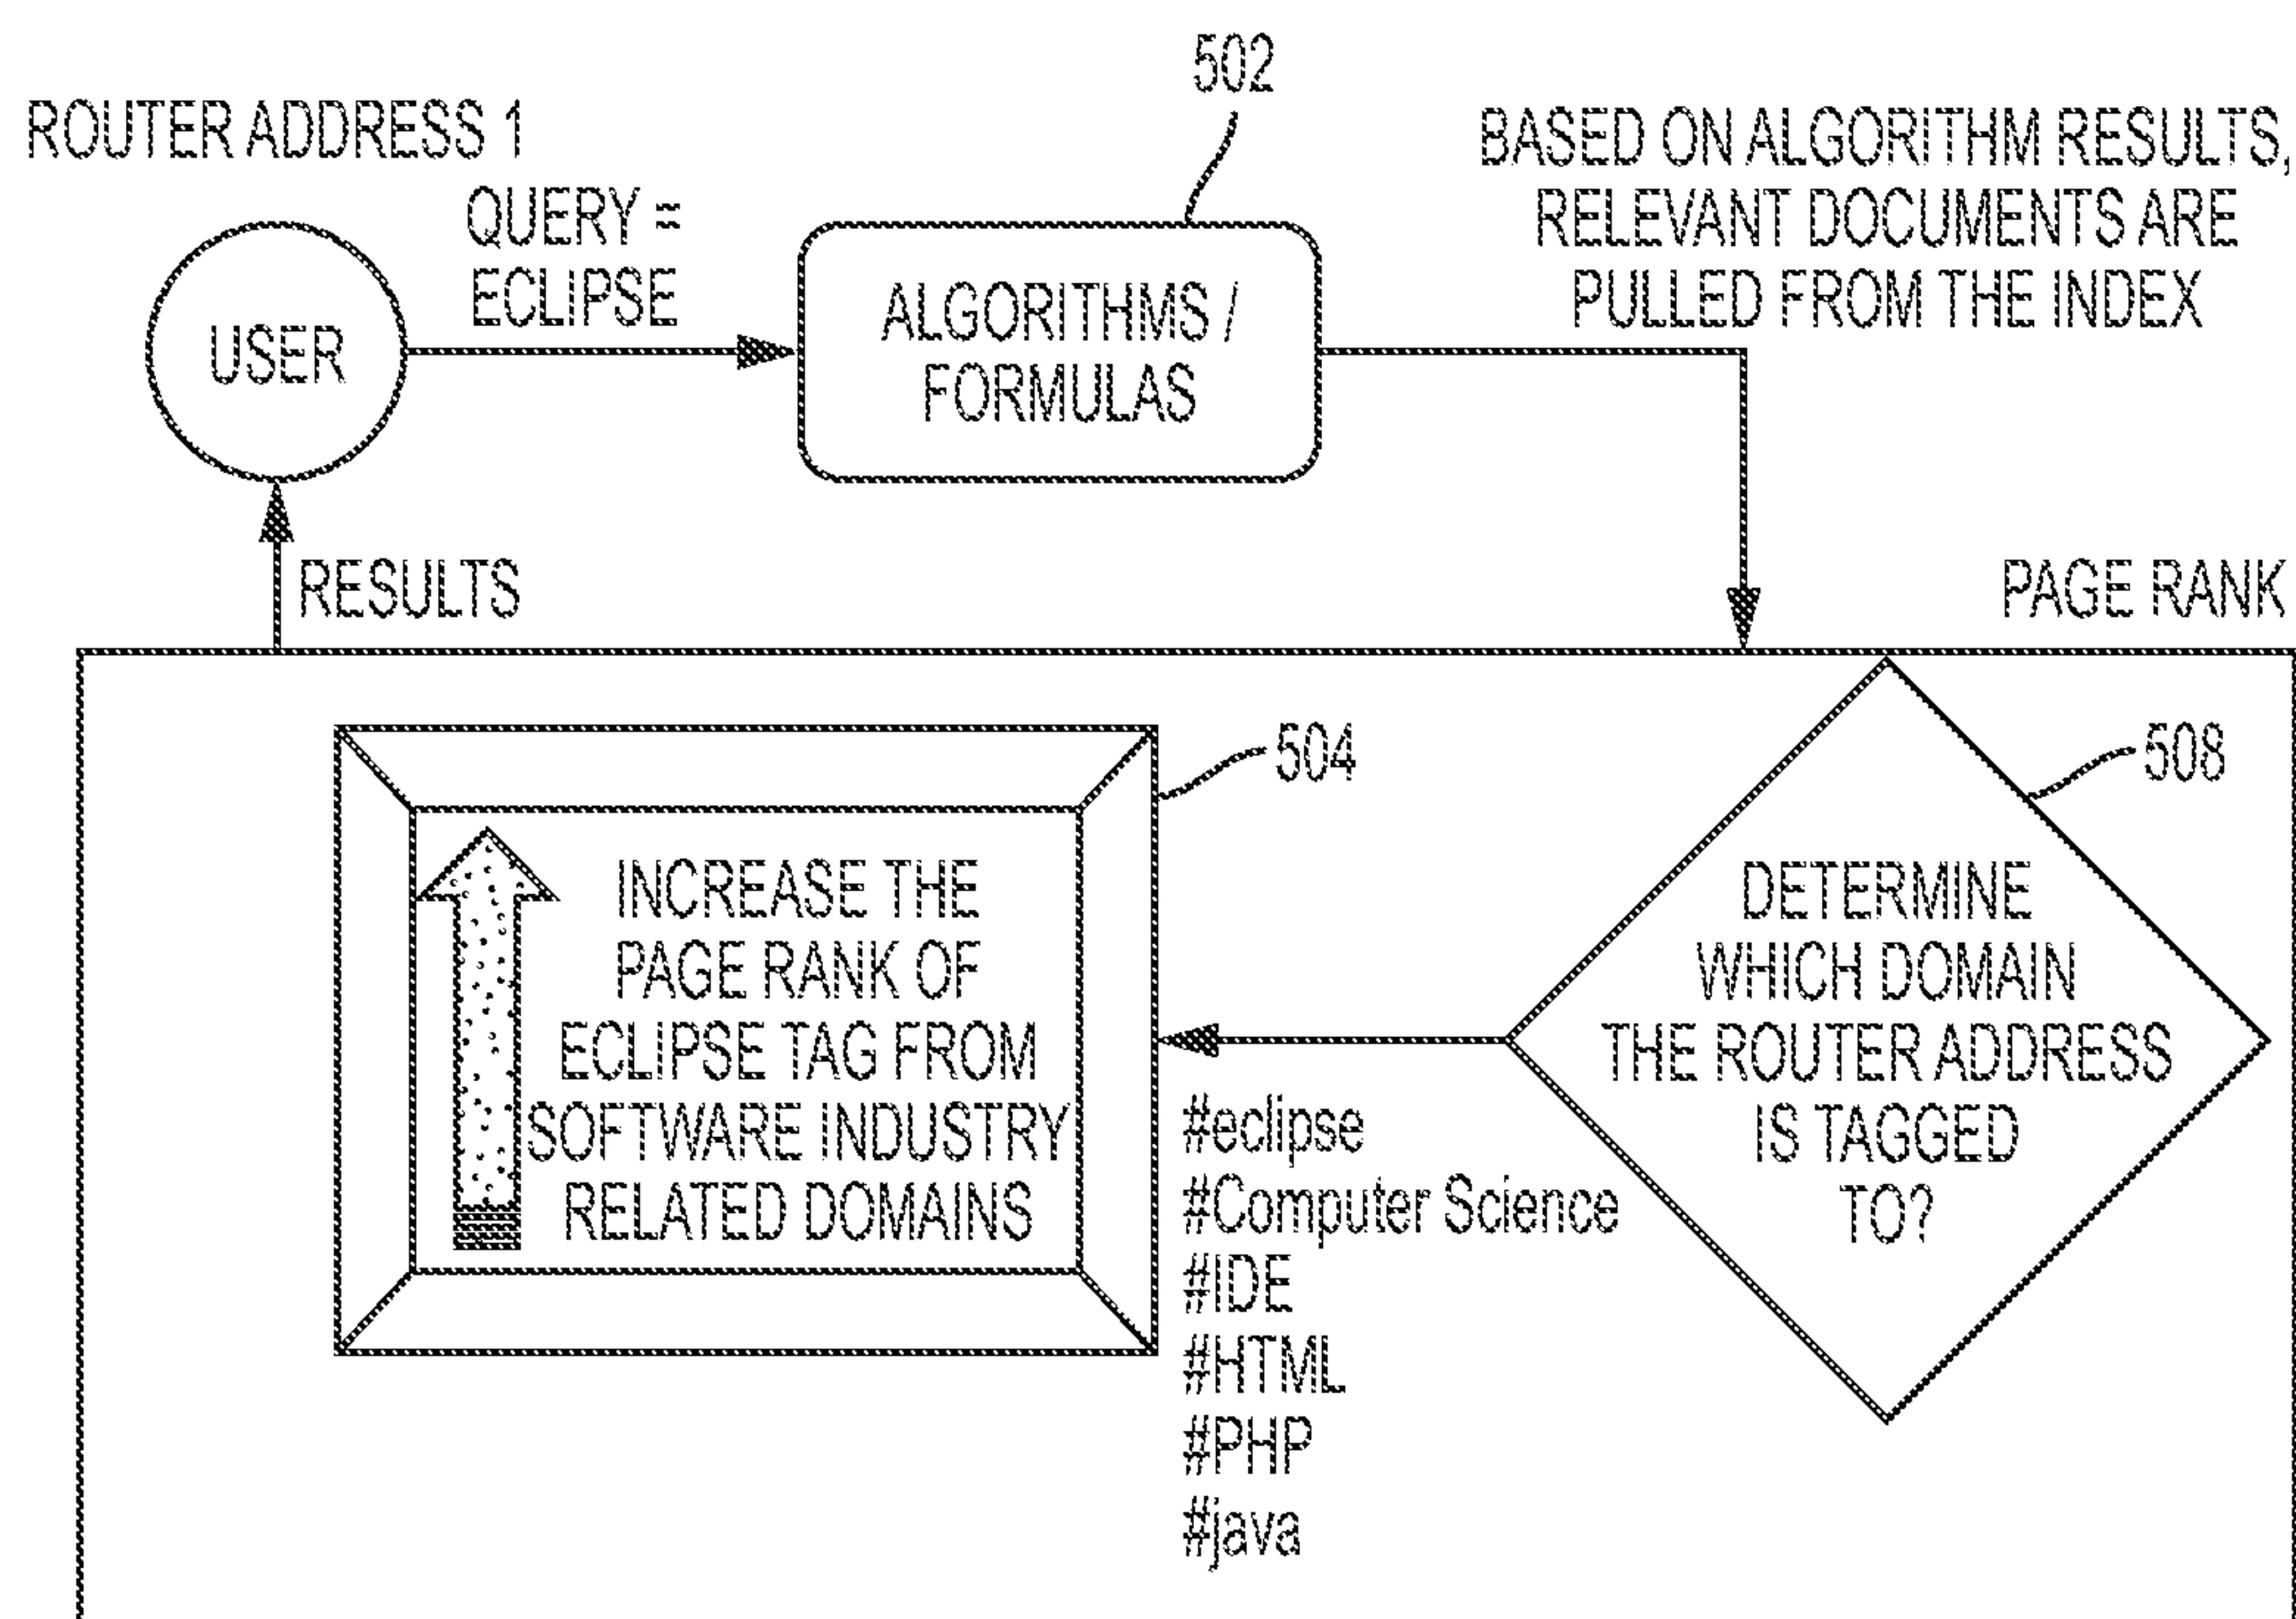 502
ROUTER ADDRESS 1
QUERY =
ECLIPSE
USER
ALGORITHMS /
FORMULAS
BASED ON ALGORITHM RESULTS,
RELEVANT DOCUMENTS ARE
PULLED FROM THE INDEX
RESULTS
PAGE RANK
504
508
INCREASE THE
PAGE RANK OF
ECLIPSE TAG FROM
SOFTWARE INDUSTRY
RELATED DOMAINS
DETERMINE
WHICH DOMAIN
THE ROUTER ADDRESS
IS TAGGED
TO?
#eclipse
#Computer Science
#IDE
#HTML
#PHP
#java